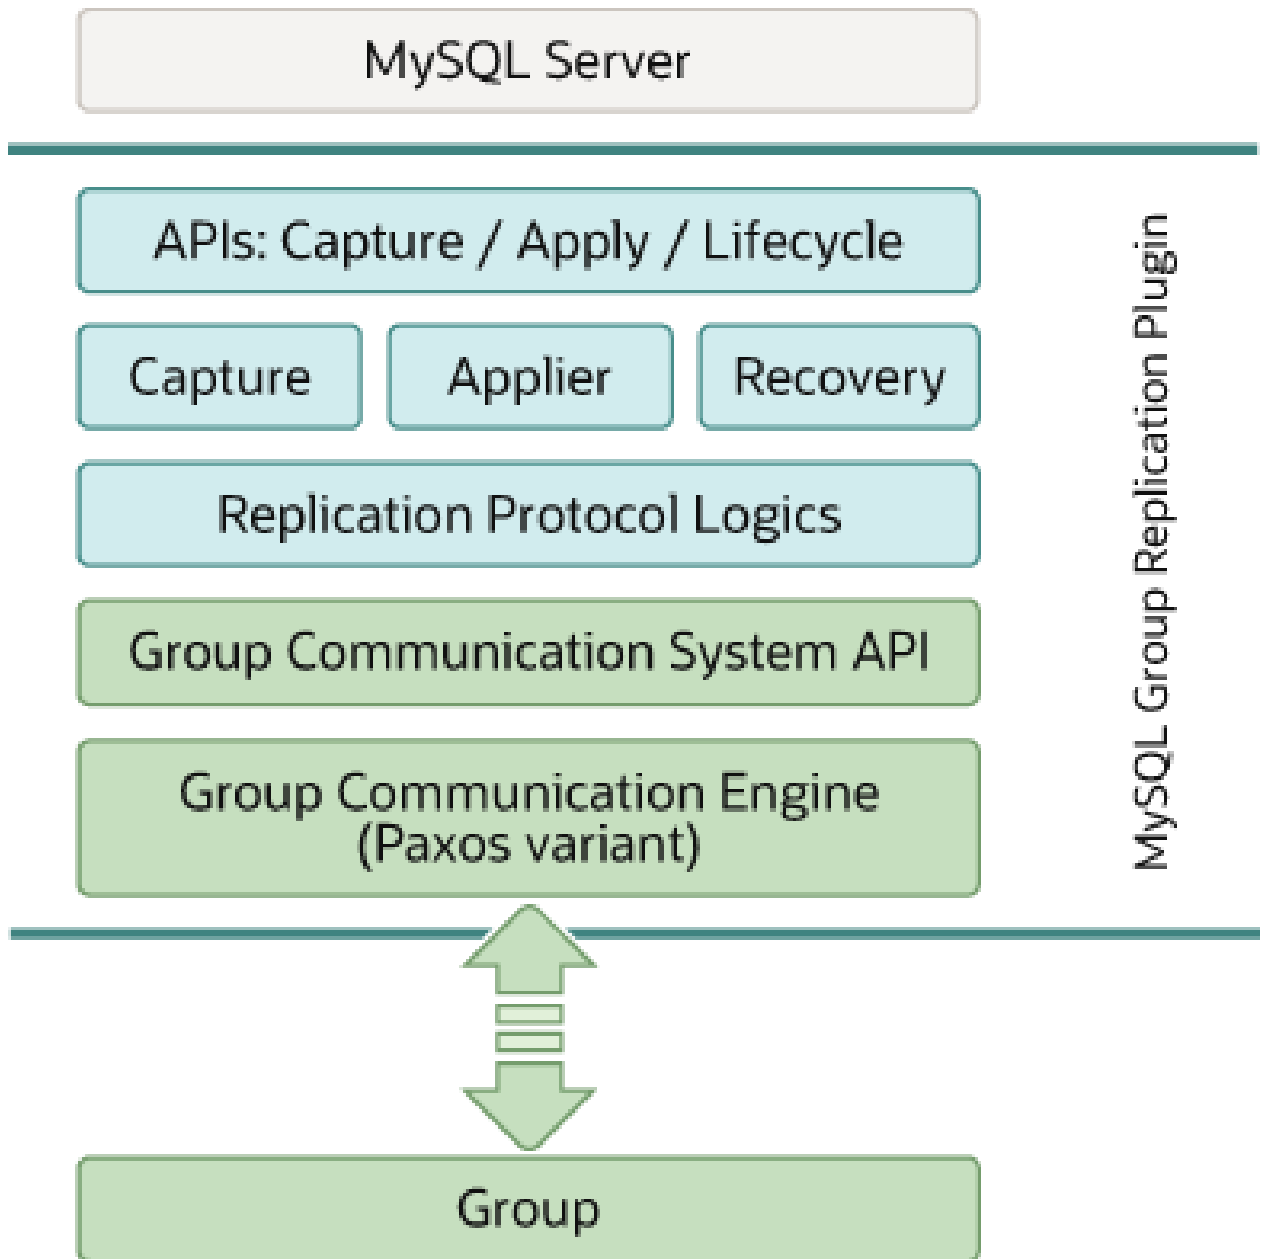 MySQL Server
APIs: Capture / Apply / Lifecycle
Capture
Applier
Recovery
Replication Protocol Logics
Group Communication System API
Group Communication Engine
(Paxos variant)
MySQL Group Replication Plugin
Group